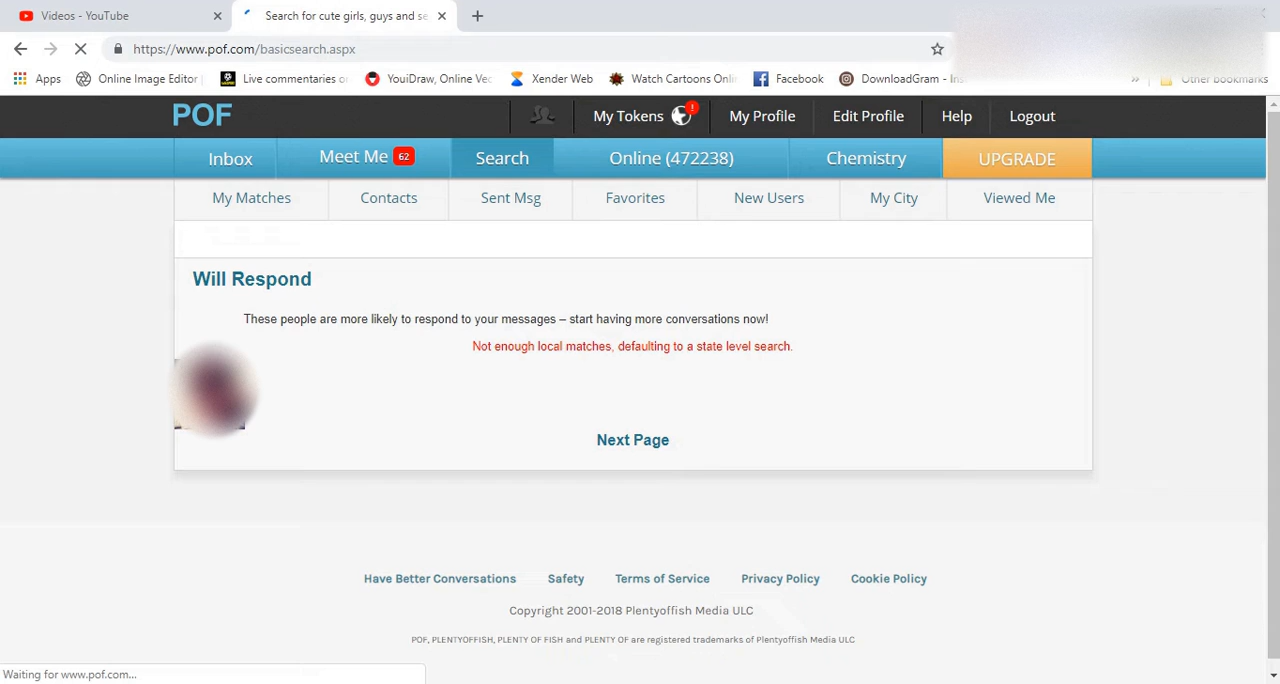 Videos - YouTube
Search for cute girls, guys and se
https://www.pof.com/basicsearch.aspx
Apps Online Image Editor Live commentaries o YouiDraw, Online Vec Xender Web Watch Cartoons Onli Facebook DownloadGram - Ins » Other bookmarks
POF My Tokens ! My Profile Edit Profile Help Logout
Inbox Meet Me 62 Search Online (472238) Chemistry UPGRADE
My Matches Contacts Sent Msg Favorites New Users My City Viewed Me
Will Respond
These people are more likely to respond to your messages – start having more conversations now!
Not enough local matches, defaulting to a state level search.
Next Page
Have Better Conversations Safety Terms of Service Privacy Policy Cookie Policy
Copyright 2001-2018 Plentyoffish Media ULC
POF, PLENTYOFFISH, PLENTY OF FISH and PLENTY OF are registered trademarks of Plentyoffish Media ULC
Waiting for www.pof.com...